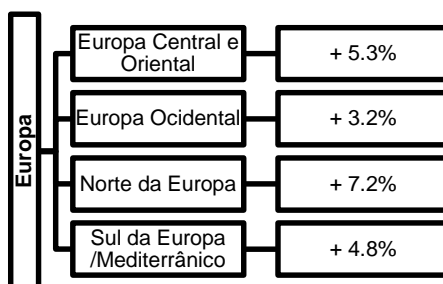 Europa
Europa Central e
Oriental
+ 5.3%
Europa Ocidental
+ 3.2%
Norte da Europa
+ 7.2%
Sul da Europa
/Mediterrânico
+ 4.8%